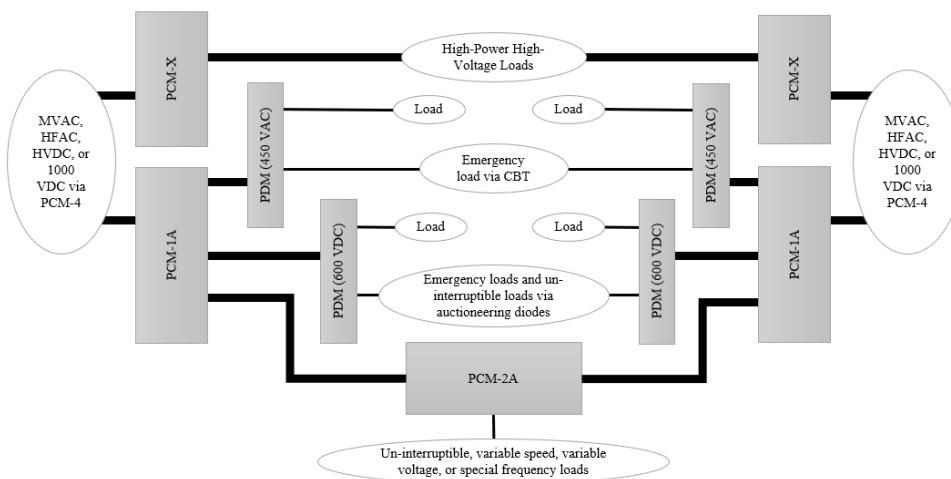 PCM-X
High-Power High-
Voltage Loads
PCM-X
MVAC,
HFAC,
HVDC, or
1000
VDC via
PCM-4
PDM (450 VAC)
Load
Load
PDM (450 VAC)
MVAC,
HFAC,
HVDC, or
1000
VDC via
PCM-4
Emergency
load via CBT
PCM-1A
PDM (600 VDC)
Load
Load
PDM (600 VDC)
PCM-1A
Emergency loads and un-
interruptible loads via
auctioneering diodes
PCM-2A
Un-interruptible, variable speed, variable
voltage, or special frequency loads